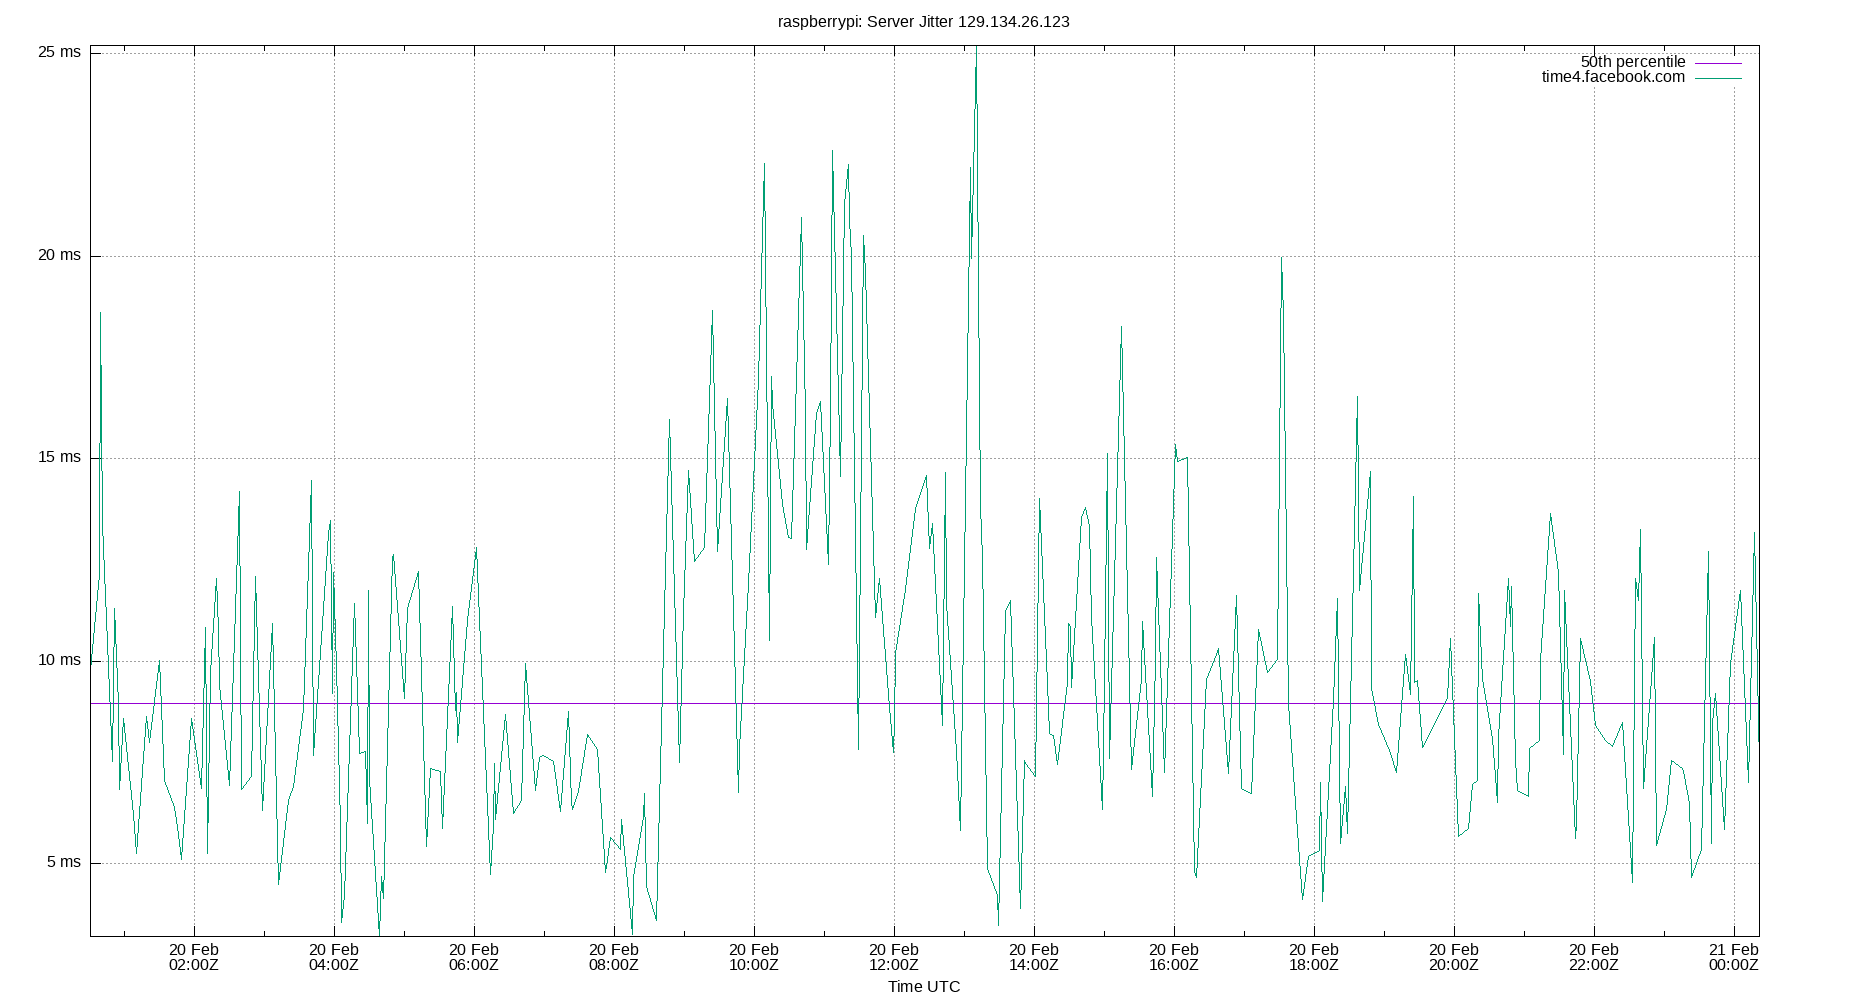 raspberrypi: Server Jitter 129.134.26.123
25 ms
20 ms
15 ms
10 ms
5 ms
50th percentile
time4.facebook.com
20 Feb 20 Feb 20 Feb 20 Feb 20 Feb 20 Feb 20 Feb 20 Feb 20 Feb 20 Feb 20 Feb 21 Feb
02:00Z 04:00Z 06:00Z 08:00Z 10:00Z 12:00Z 14:00Z 16:00Z 18:00Z 20:00Z 22:00Z 00:00Z
Time UTC